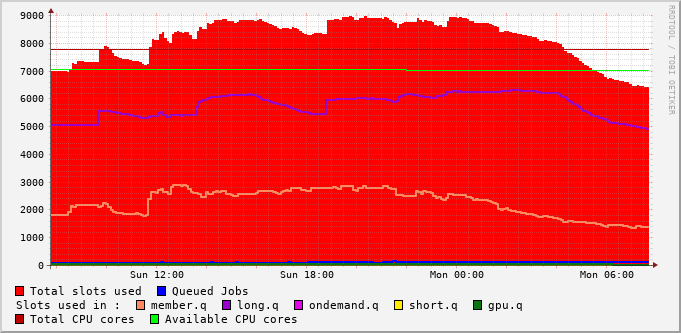 9000
8000
7000
6000
5000
4000
3000
2000
1000
0
Sun 12:00 Sun 18:00 Mon 00:00 Mon 06:00
Total slots used Queued Jobs
Slots used in : member.q long.q ondemand.q short.q gpu.q
Total CPU cores Available CPU cores
RRDTOOL / TOBI OETIKER